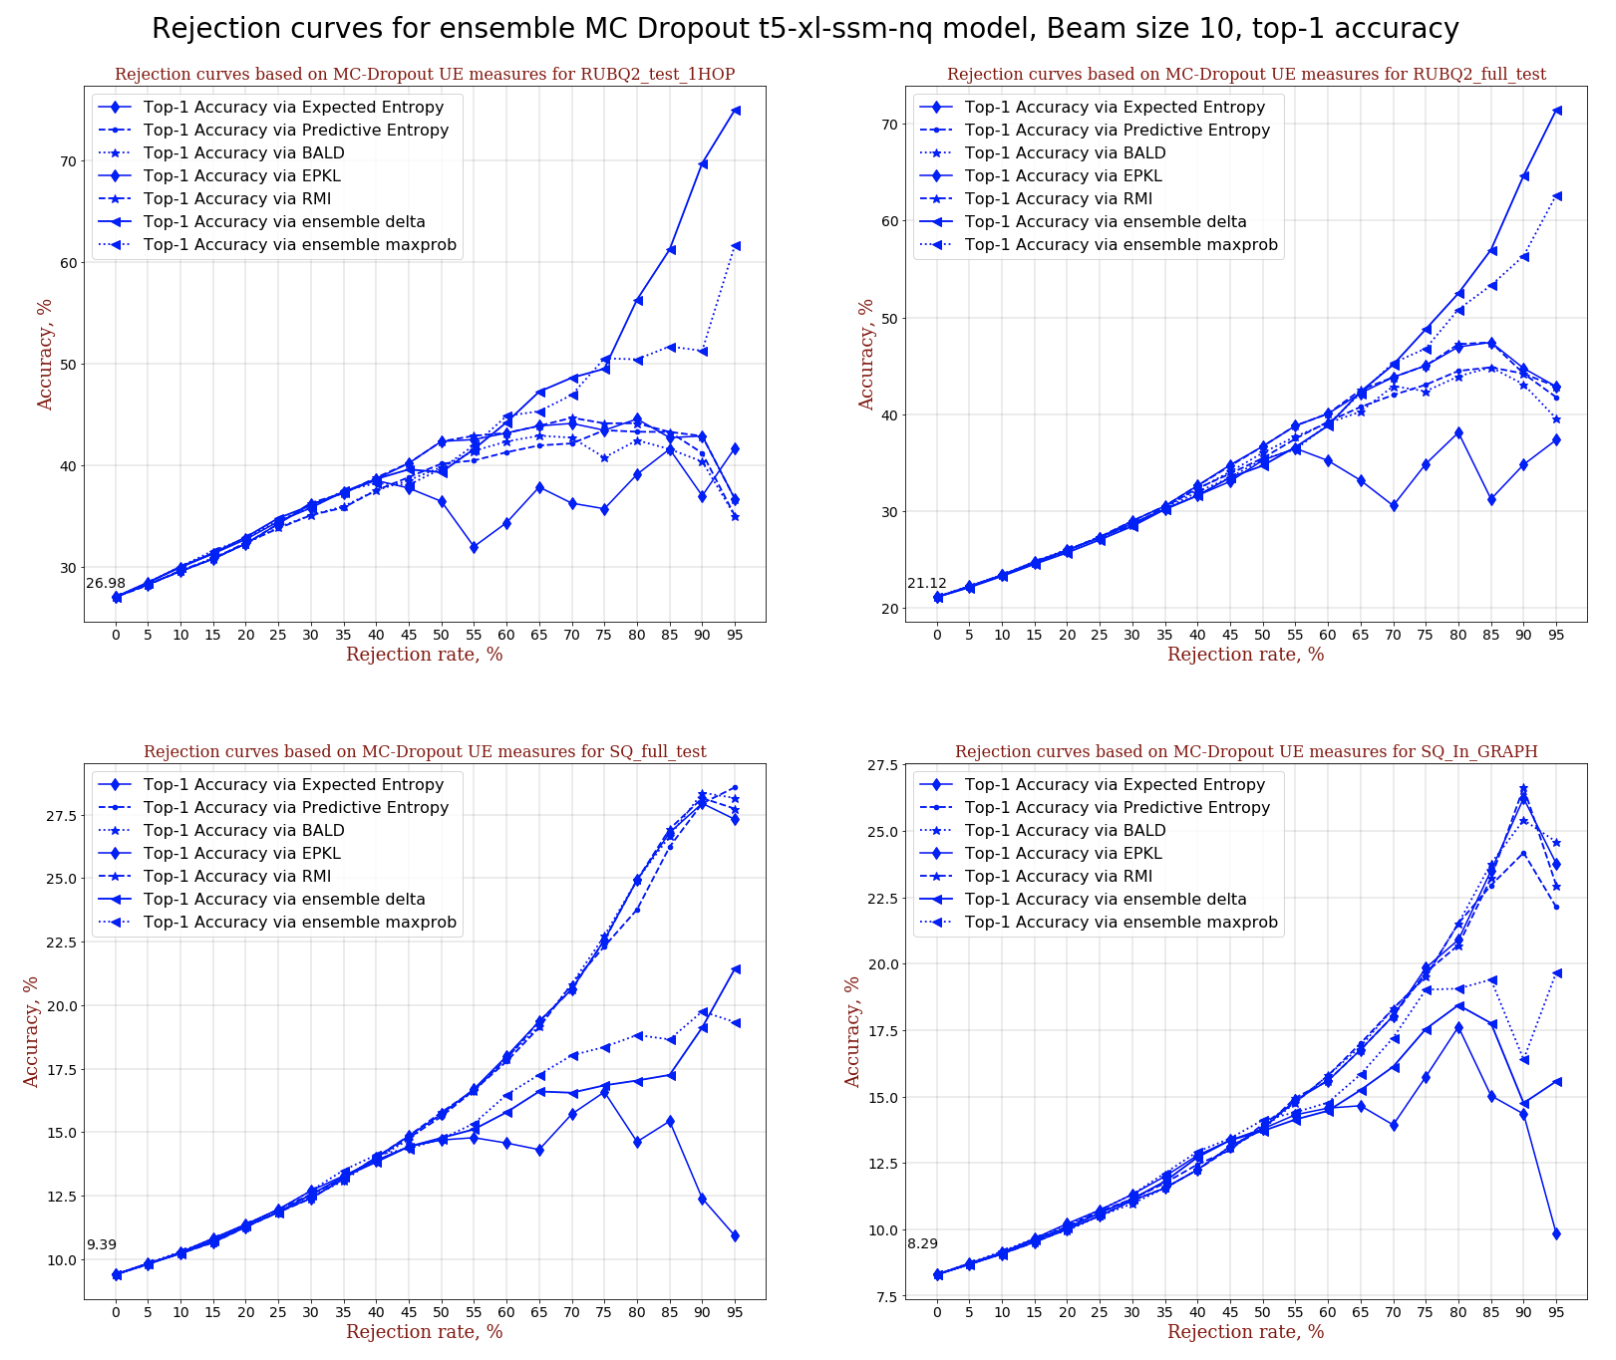 Rejection curves for ensemble MC Dropout t5-xl-ssm-nq model, Beam size 10, top-1 accuracy
Rejection curves based on MC-Dropout UE measures for RUBQ2_test_1HOP
Top-1 Accuracy via Expected Entropy
Top-1 Accuracy via Predictive Entropy
Top-1 Accuracy via BALD
Top-1 Accuracy via EPKL
Top-1 Accuracy via RMI
Top-1 Accuracy via ensemble delta
Top-1 Accuracy via ensemble maxprob
70
60
50
40
30
Accuracy, %
26.98
0 5 10 15 20 25 30 35 40 45 50 55 60 65 70 75 80 85 90 95
Rejection rate, %
Rejection curves based on MC-Dropout UE measures for RUBQ2_full_test
Top-1 Accuracy via Expected Entropy
Top-1 Accuracy via Predictive Entropy
Top-1 Accuracy via BALD
Top-1 Accuracy via EPKL
Top-1 Accuracy via RMI
Top-1 Accuracy via ensemble delta
Top-1 Accuracy via ensemble maxprob
70
60
50
40
30
20
Accuracy, %
21.12
0 5 10 15 20 25 30 35 40 45 50 55 60 65 70 75 80 85 90 95
Rejection rate, %
Rejection curves based on MC-Dropout UE measures for SQ_full_test
Top-1 Accuracy via Expected Entropy
Top-1 Accuracy via Predictive Entropy
Top-1 Accuracy via BALD
Top-1 Accuracy via EPKL
Top-1 Accuracy via RMI
Top-1 Accuracy via ensemble delta
Top-1 Accuracy via ensemble maxprob
27.5
25.0
22.5
20.0
17.5
15.0
12.5
10.0
Accuracy, %
9.39
0 5 10 15 20 25 30 35 40 45 50 55 60 65 70 75 80 85 90 95
Rejection rate, %
Rejection curves based on MC-Dropout UE measures for SQ_In_GRAPH
Top-1 Accuracy via Expected Entropy
Top-1 Accuracy via Predictive Entropy
Top-1 Accuracy via BALD
Top-1 Accuracy via EPKL
Top-1 Accuracy via RMI
Top-1 Accuracy via ensemble delta
Top-1 Accuracy via ensemble maxprob
27.5
25.0
22.5
20.0
17.5
15.0
12.5
10.0
7.5
Accuracy, %
8.29
0 5 10 15 20 25 30 35 40 45 50 55 60 65 70 75 80 85 90 95
Rejection rate, %